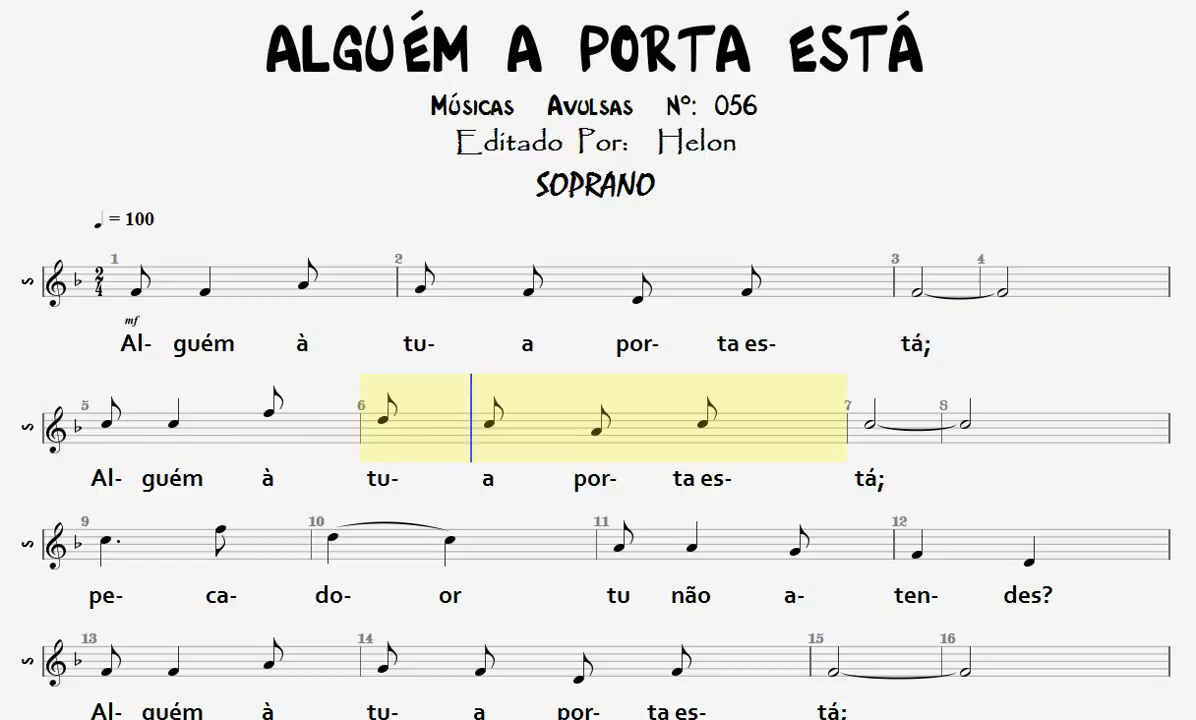 ALGUÉM A PORTA ESTÁ
Músicas Avulsas Nº: 056
Editado Por: Helon
SOPRANO
♩ = 100
S 1 2 3 4
2
4
mf
Al- guém à tu- a por- ta es- tá;
S 5 6 7 8
Al- guém à tu- a por- ta es- tá;
S 9 10 11 12
pe- ca- do- or tu não a- ten- des?
S 13 14 15 16
Al- guém à tu- a por- ta es- tá;